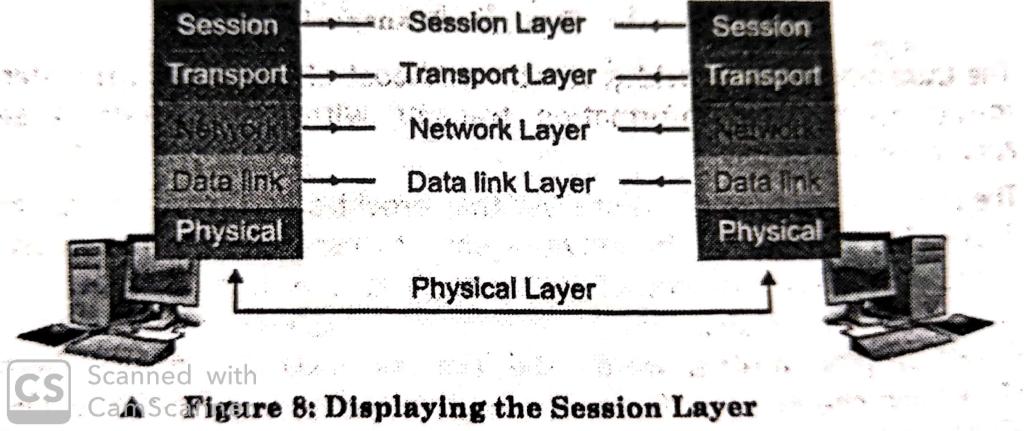 Session Session Layer Session
Transport Transport Layer Transport
Network Network Layer Network
Data link Data link Layer Data link
Physical Physical
Physical Layer
CS Scanned with
CamScanner
Figure 8: Displaying the Session Layer